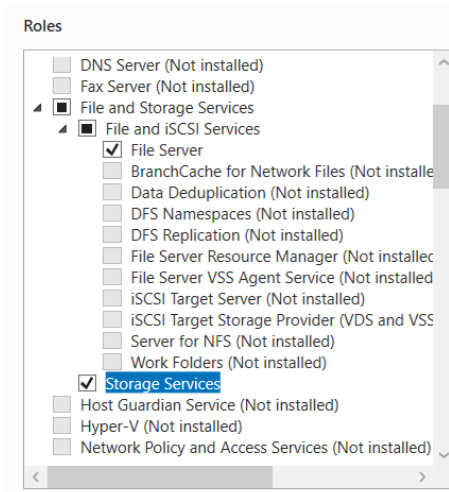 Roles
DNS Server (Not installed)
Fax Server (Not installed)
File and Storage Services
File and iSCSI Services
File Server
BranchCache for Network Files (Not installe
Data Deduplication (Not installed)
DFS Namespaces (Not installed)
DFS Replication (Not installed)
File Server Resource Manager (Not installec
File Server VSS Agent Service (Not installed
iSCSI Target Server (Not installed)
iSCSI Target Storage Provider (VDS and VSS
Server for NFS (Not installed)
Work Folders (Not installed)
Storage Services
Host Guardian Service (Not installed)
Hyper-V (Not installed)
Network Policy and Access Services (Not installed)